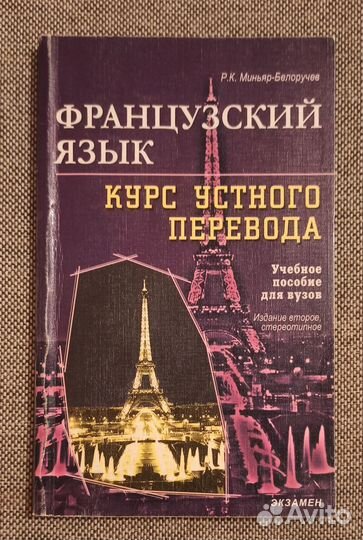 Р.К. Миньяр-Белоручев
ФРАНЦУЗСКИЙ
ЯЗЫК
КУРС УСТНОГО
ПЕРЕВОДА
Учебное
пособие
для вузов
Издание второе,
стереотипное
ЭКЗАМЕН
Avito